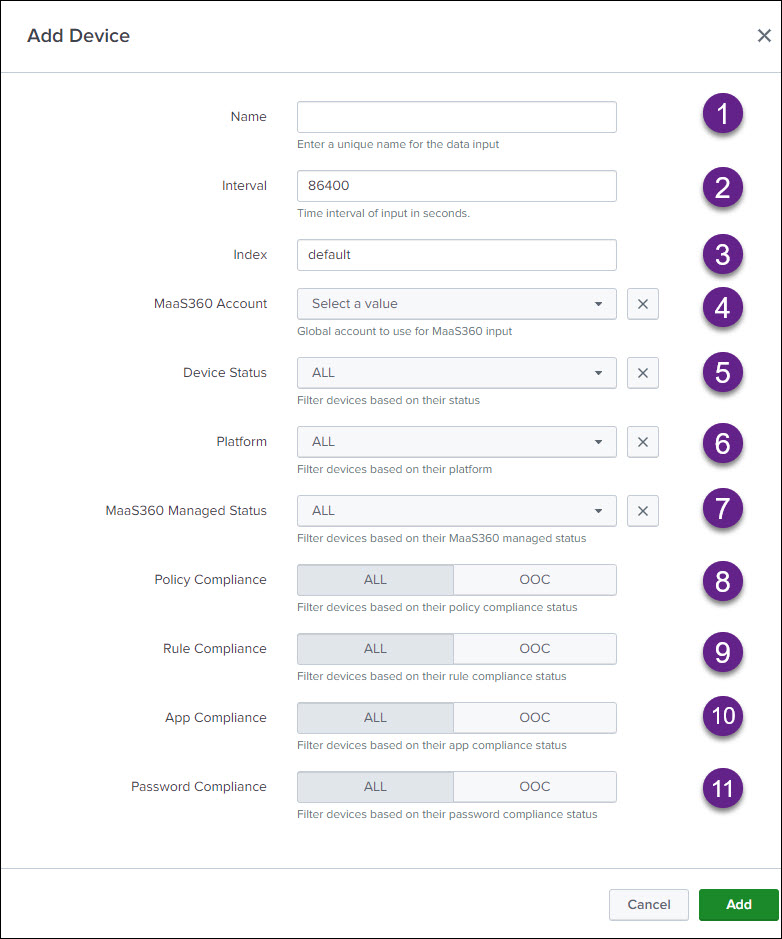 Add Device
Name 1
Enter a unique name for the data input
Interval 86400 2
Time interval of input in seconds.
Index default 3
MaaS360 Account Select a value 4
Global account to use for MaaS360 input
Device Status ALL 5
Filter devices based on their status
Platform ALL 6
Filter devices based on their platform
MaaS360 Managed Status ALL 7
Filter devices based on their MaaS360 managed status
Policy Compliance ALL OOC 8
Filter devices based on their policy compliance status
Rule Compliance ALL OOC 9
Filter devices based on their rule compliance status
App Compliance ALL OOC 10
Filter devices based on their app compliance status
Password Compliance ALL OOC 11
Filter devices based on their password compliance status
Cancel Add